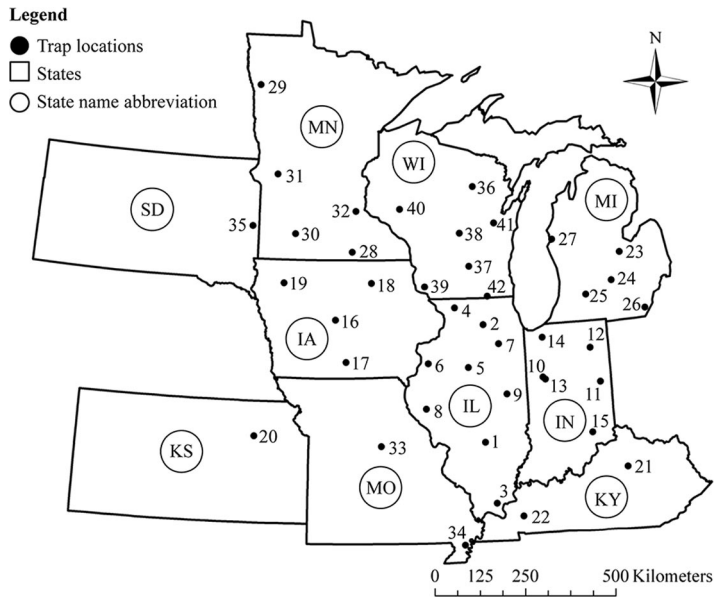 Legend
Trap locations
States
State name abbreviation
N
29
MN
WI
31
36
MI
SD
32
40
35
41
30
38
27
23
28
37
24
19
18
39
42
25
26
4
16
2
14
12
IA
7
17
6
5
10
13
11
8
IL
9
IN
15
20
1
KS
33
21
MO
3
KY
22
34
0 125 250 500 Kilometers